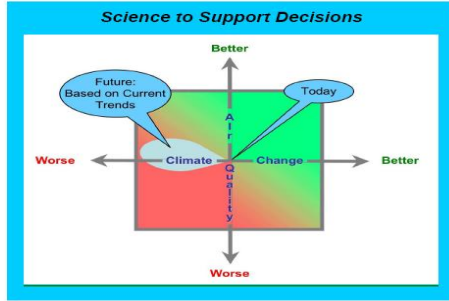 Science to Support Decisions
Better
Future:
Based on Current
Trends
Today
Air
Worse
Climate
Change
Better
Quality
Worse